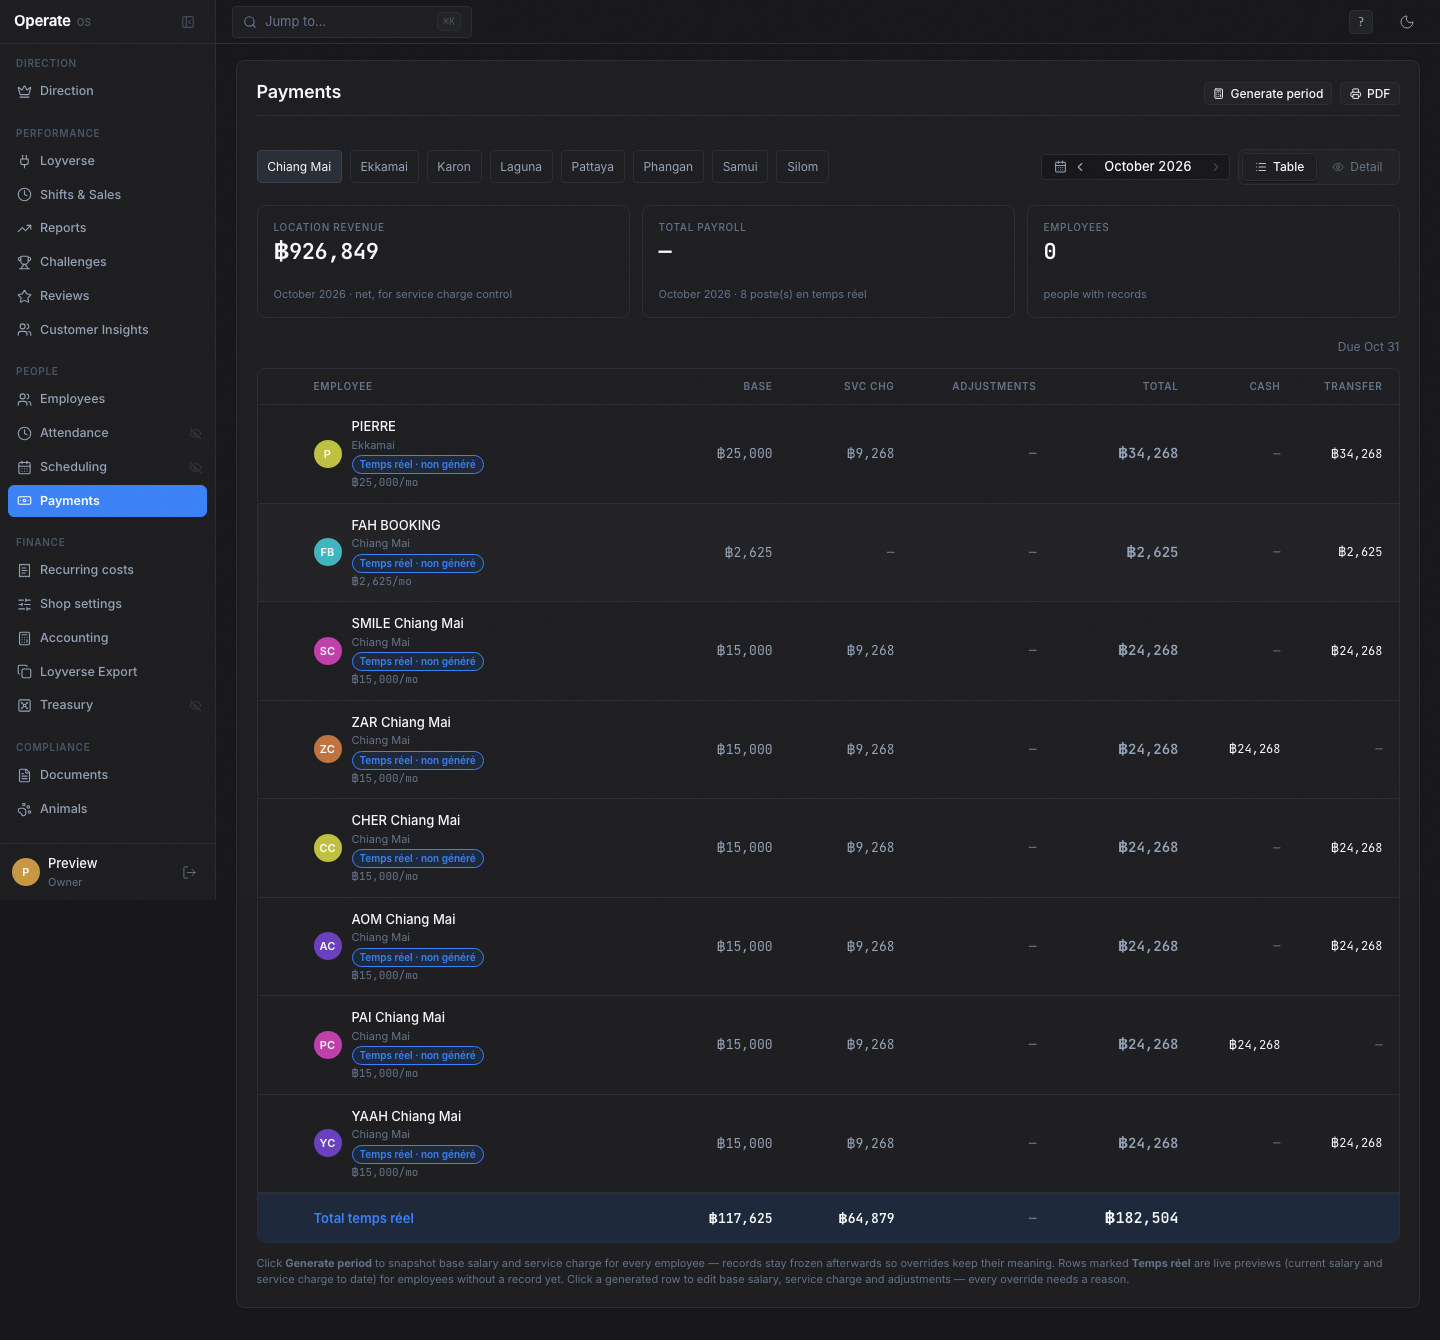 Operate OS
Jump to...
⌘K
?
DIRECTION
Direction
PERFORMANCE
Loyverse
Shifts & Sales
Reports
Challenges
Reviews
Customer Insights
PEOPLE
Employees
Attendance
Scheduling
Payments
FINANCE
Recurring costs
Shop settings
Accounting
Loyverse Export
Treasury
COMPLIANCE
Documents
Animals
P
Preview
Owner
Payments
Generate period
PDF
Chiang Mai
Ekkamai
Karon
Laguna
Pattaya
Phangan
Samui
Silom
October 2026
Table
Detail
LOCATION REVENUE
฿926,849
October 2026 · net, for service charge control
TOTAL PAYROLL
—
October 2026 · 8 poste(s) en temps réel
EMPLOYEES
0
people with records
Due Oct 31
EMPLOYEE BASE SVC CHG ADJUSTMENTS TOTAL CASH TRANSFER
PIERRE
Ekkamai
P ฿25,000 ฿9,268 — ฿34,268 — ฿34,268
Temps réel · non généré
฿25,000/mo
FAH BOOKING
Chiang Mai
FB ฿2,625 — — ฿2,625 — ฿2,625
Temps réel · non généré
฿2,625/mo
SMILE Chiang Mai
Chiang Mai
SC ฿15,000 ฿9,268 — ฿24,268 — ฿24,268
Temps réel · non généré
฿15,000/mo
ZAR Chiang Mai
Chiang Mai
ZC ฿15,000 ฿9,268 — ฿24,268 ฿24,268 —
Temps réel · non généré
฿15,000/mo
CHER Chiang Mai
Chiang Mai
CC ฿15,000 ฿9,268 — ฿24,268 — ฿24,268
Temps réel · non généré
฿15,000/mo
AOM Chiang Mai
Chiang Mai
AC ฿15,000 ฿9,268 — ฿24,268 — ฿24,268
Temps réel · non généré
฿15,000/mo
PAI Chiang Mai
Chiang Mai
PC ฿15,000 ฿9,268 — ฿24,268 ฿24,268 —
Temps réel · non généré
฿15,000/mo
YAAH Chiang Mai
Chiang Mai
YC ฿15,000 ฿9,268 — ฿24,268 — ฿24,268
Temps réel · non généré
฿15,000/mo
Total temps réel ฿117,625 ฿64,879 — ฿182,504
Click Generate period to snapshot base salary and service charge for every employee — records stay frozen afterwards so overrides keep their meaning. Rows marked Temps réel are live previews (current salary and
service charge to date) for employees without a record yet. Click a generated row to edit base salary, service charge and adjustments — every override needs a reason.